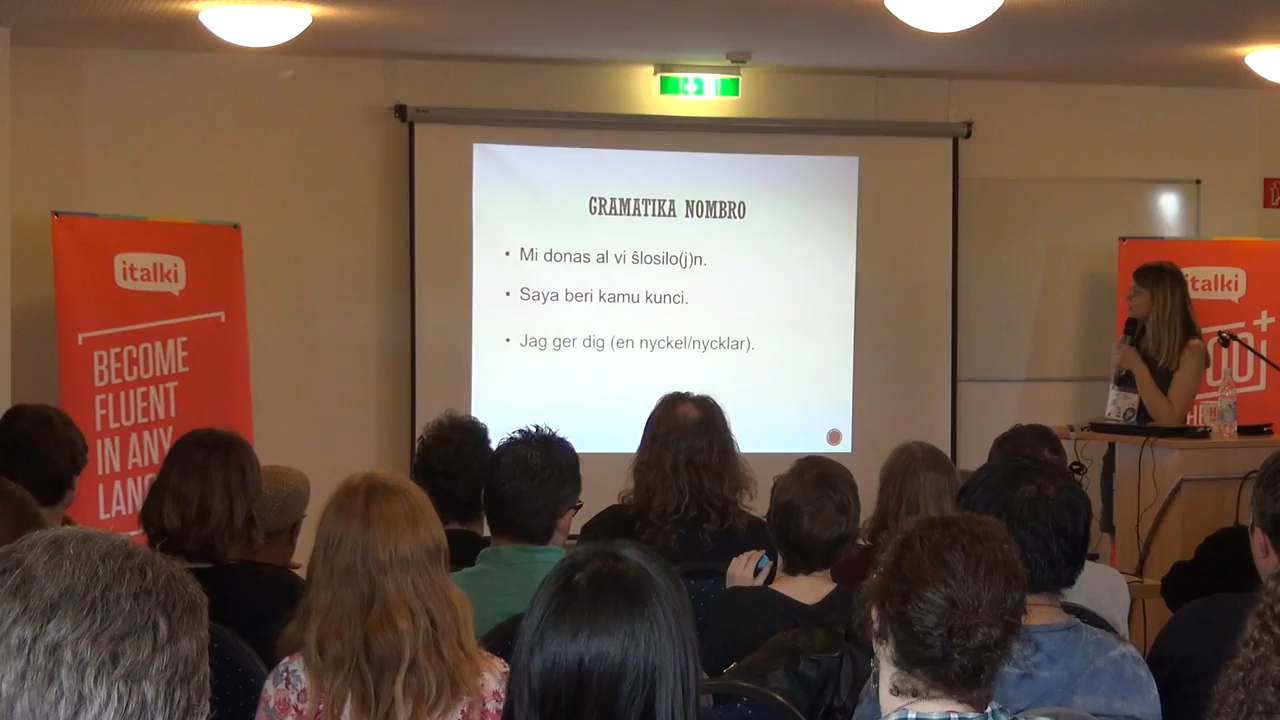 GRAMATIKA NOMBRO
• Mi donas al vi ŝlosilo(j)n.
• Saya beri kamu kunci.
• Jag ger dig (en nyckel/nycklar).
italki
BECOME
FLUENT
IN ANY
italki